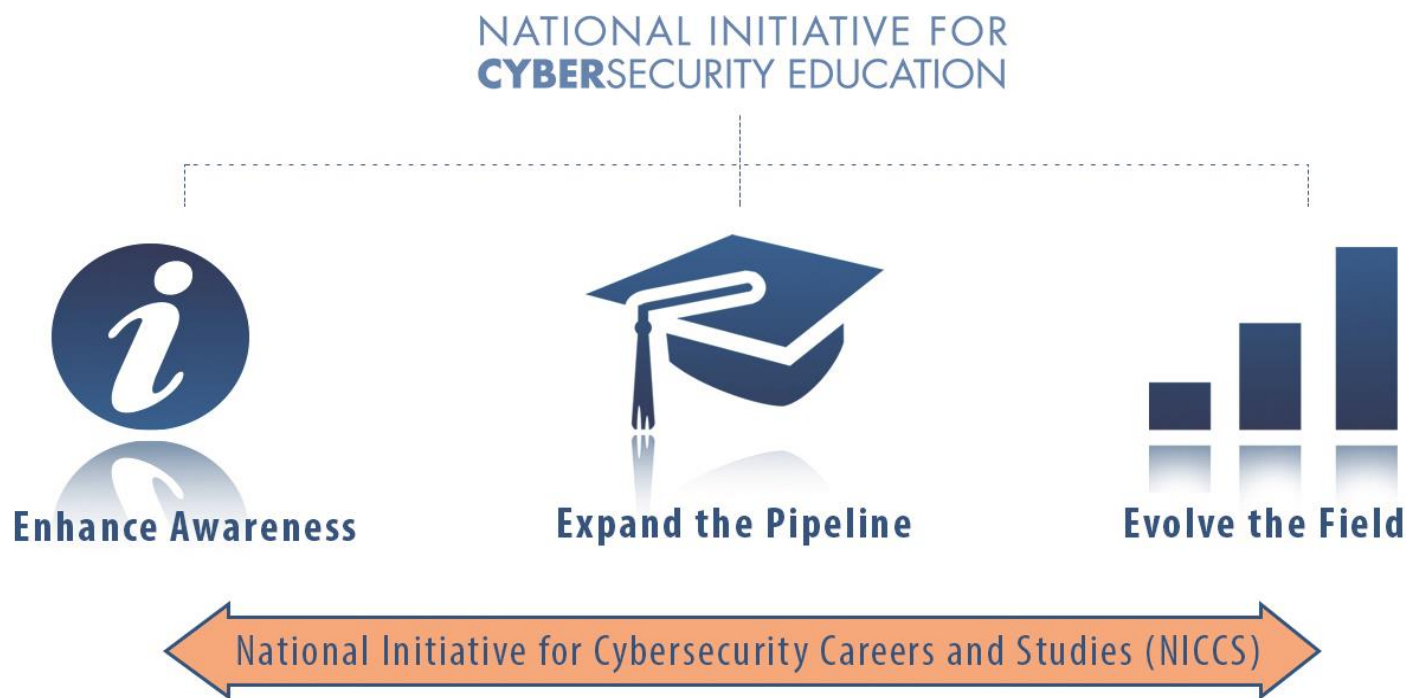 NATIONAL INITIATIVE FOR
CYBERSECURITY EDUCATION
Enhance Awareness
Expand the Pipeline
Evolve the Field
National Initiative for Cybersecurity Careers and Studies (NICCS)